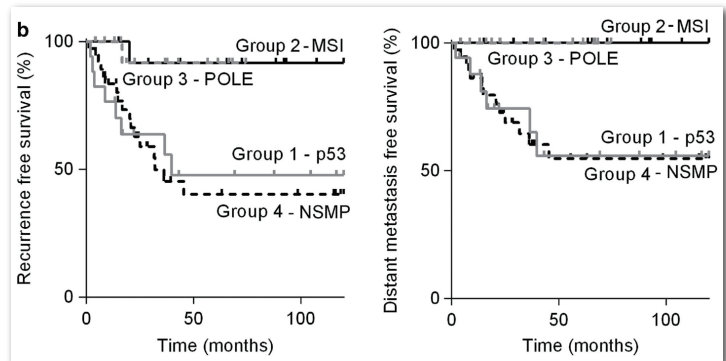 b
Recurrence free survival (%)
100
50
0
Group 2-MSI
Group 3 - POLE
Group 1 - p53
Group 4 - NSMP
0 50 100
Time (months)
Distant metastasis free survival (%)
100
50
0
Group 2-MSI
Group 3 - POLE
Group 1 - p53
Group 4 - NSMP
0 50 100
Time (months)